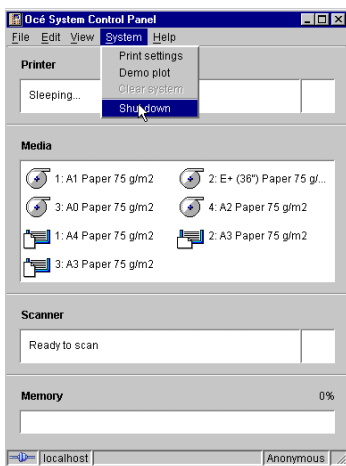 Océ System Control Panel
File Edit View System Help
Print settings
Demo plot
Clear system
Shutdown
Printer
Sleeping...
Media
1: A1 Paper 75 g/m2
2: E+ (36") Paper 75 g/...
3: A0 Paper 75 g/m2
4: A2 Paper 75 g/m2
1: A4 Paper 75 g/m2
2: A3 Paper 75 g/m2
3: A3 Paper 75 g/m2
Scanner
Ready to scan
Memory 0%
localhost Anonymous